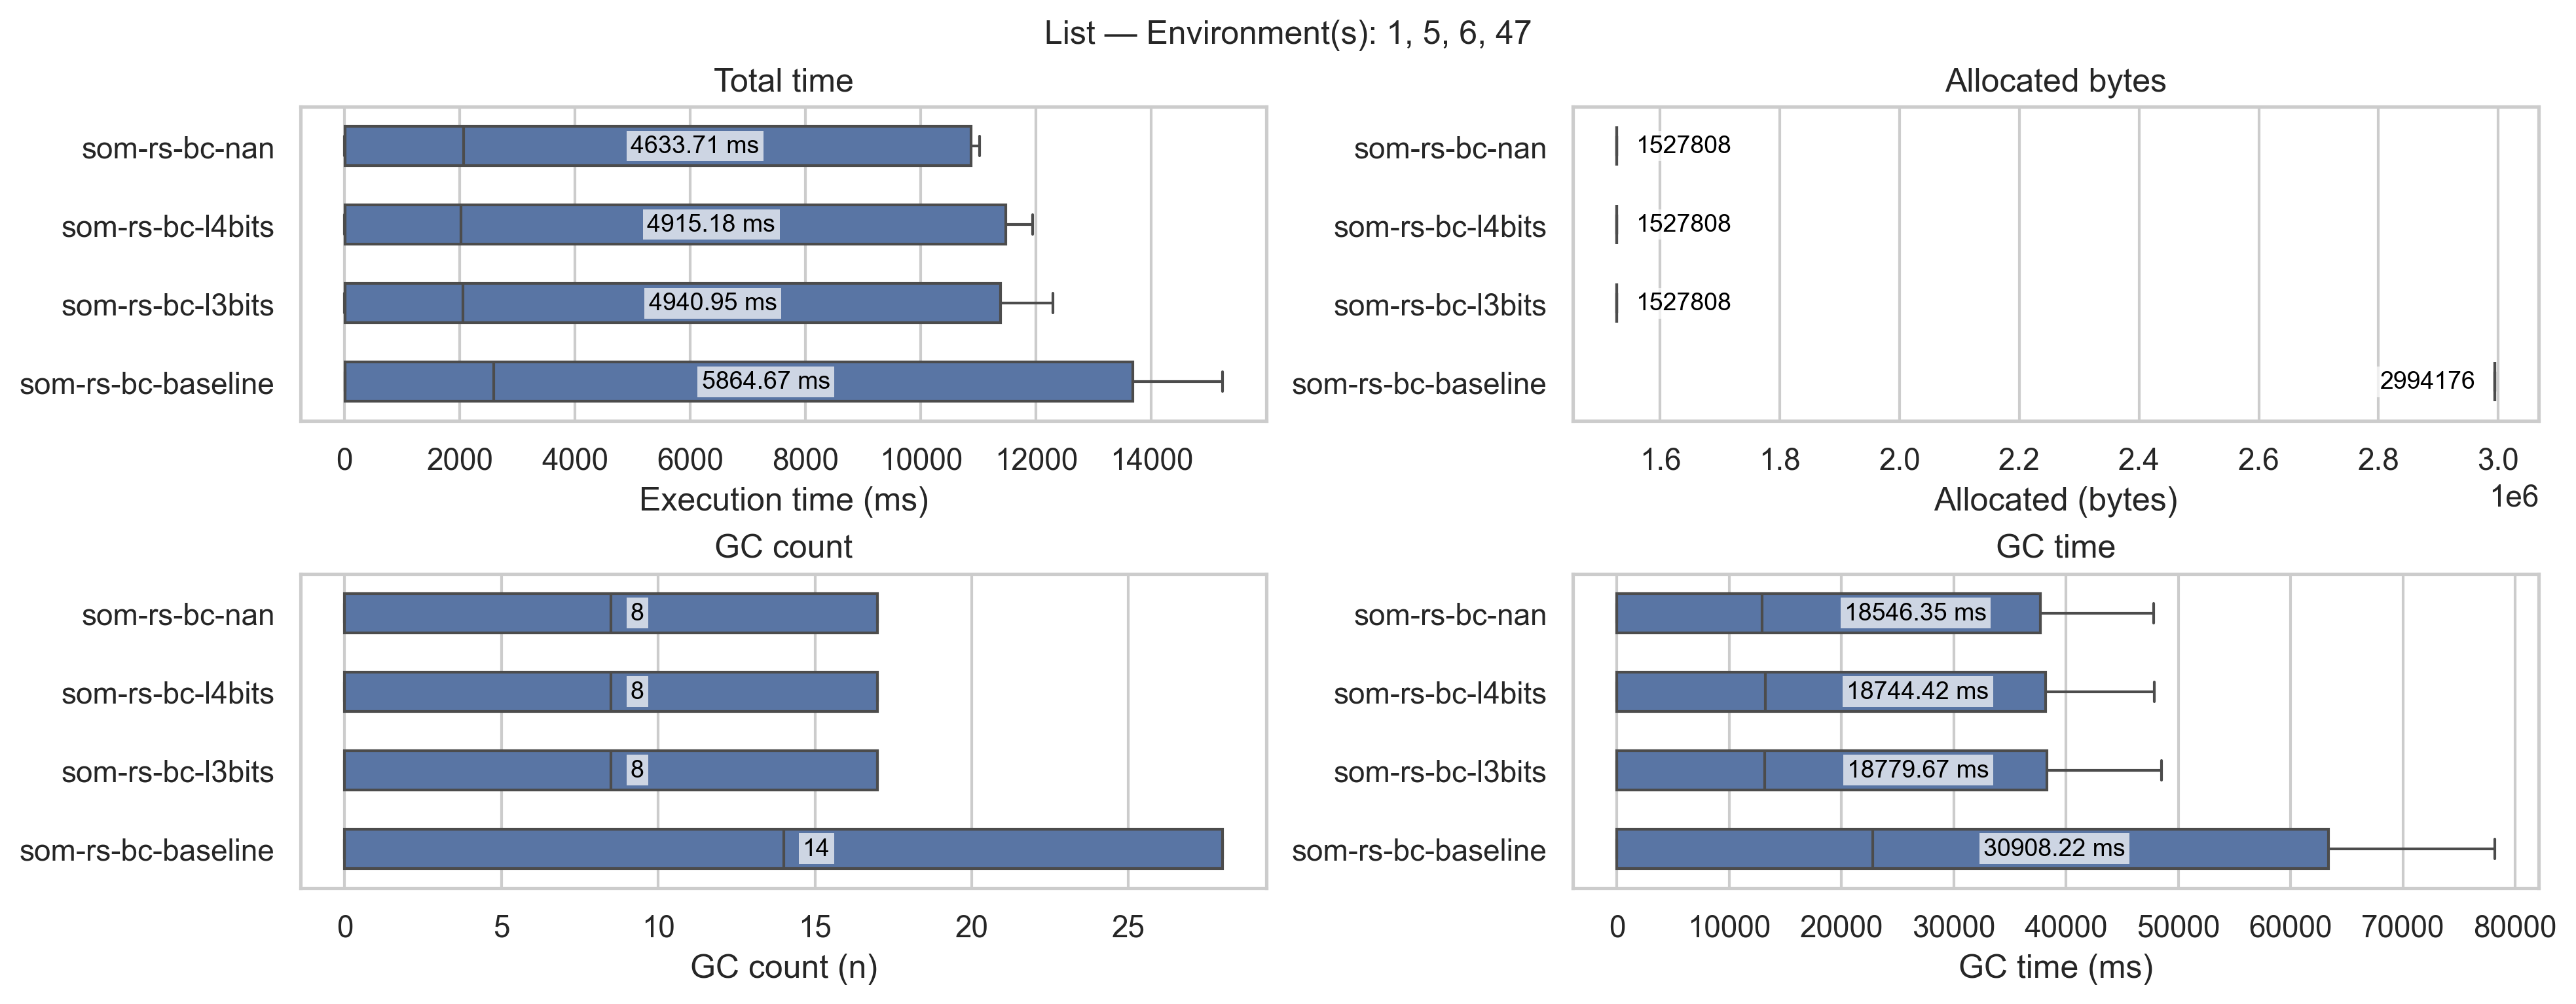 List — Environment(s): 1, 5, 6, 47
Total time
som-rs-bc-nan
4633.71 ms
som-rs-bc-l4bits
4915.18 ms
som-rs-bc-l3bits
4940.95 ms
som-rs-bc-baseline
5864.67 ms
0 2000 4000 6000 8000 10000 12000 14000
Execution time (ms)
Allocated bytes
som-rs-bc-nan
1527808
som-rs-bc-l4bits
1527808
som-rs-bc-l3bits
1527808
som-rs-bc-baseline
2994176
1.6 1.8 2.0 2.2 2.4 2.6 2.8 3.0
1e6
Allocated (bytes)
GC count
som-rs-bc-nan
8
som-rs-bc-l4bits
8
som-rs-bc-l3bits
8
som-rs-bc-baseline
14
0 5 10 15 20 25
GC count (n)
GC time
som-rs-bc-nan
18546.35 ms
som-rs-bc-l4bits
18744.42 ms
som-rs-bc-l3bits
18779.67 ms
som-rs-bc-baseline
30908.22 ms
0 10000 20000 30000 40000 50000 60000 70000 80000
GC time (ms)